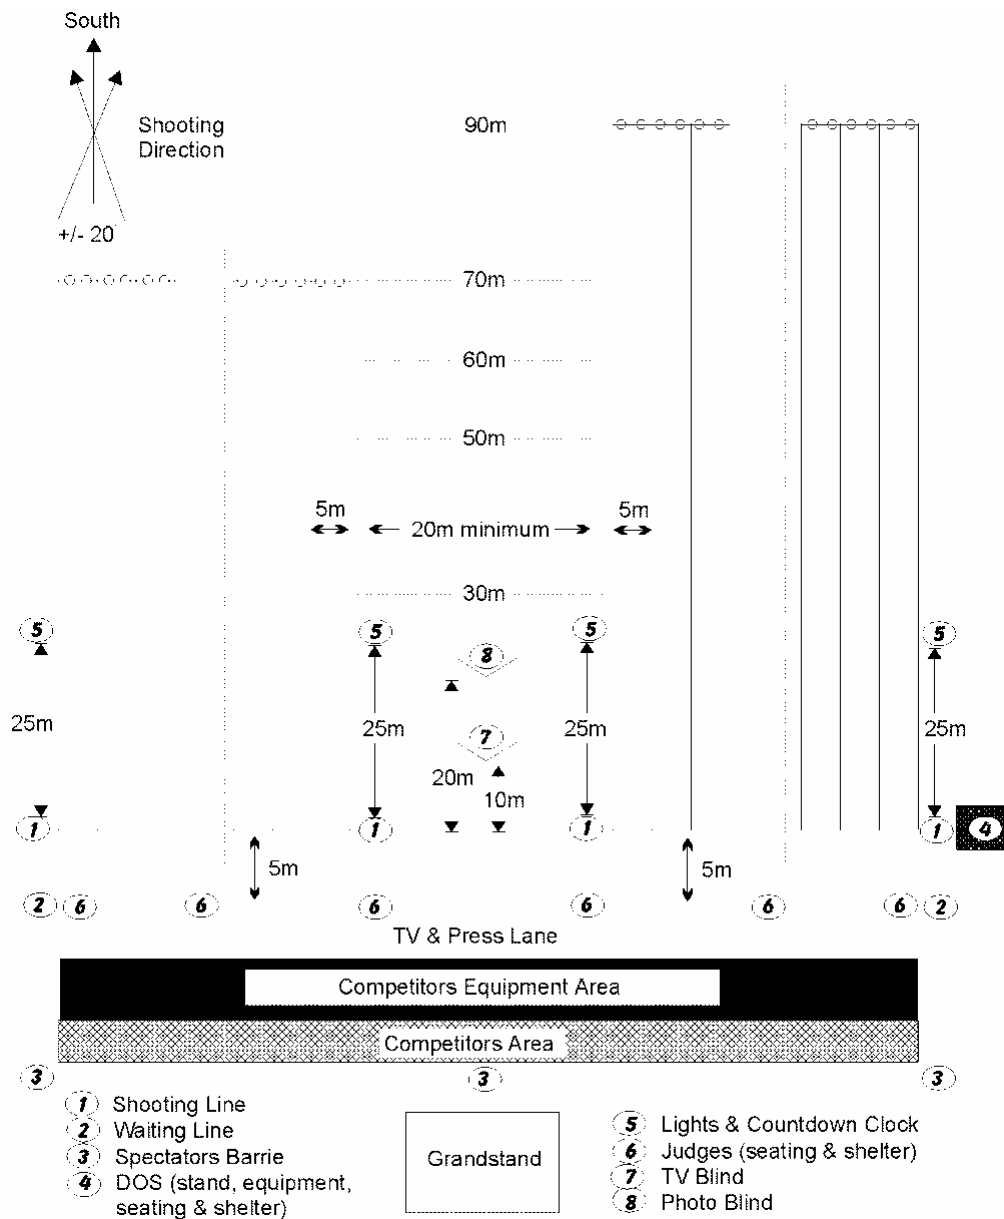 South
Shooting
Direction
+/- 20
90m
70m
60m
50m
5m
20m minimum
5m
30m
5
5
5
5
8
25m
25m
25m
25m
7
20m
10m
1
1
1
1
4
5m
5m
2
6
6
6
6
6
6
2
TV & Press Lane
Competitors Equipment Area
Competitors Area
3
3
3
1 Shooting Line
2 Waiting Line
3 Spectators Barrie
4 DOS (stand, equipment,
seating & shelter)
Grandstand
5 Lights & Countdown Clock
6 Judges (seating & shelter)
7 TV Blind
8 Photo Blind